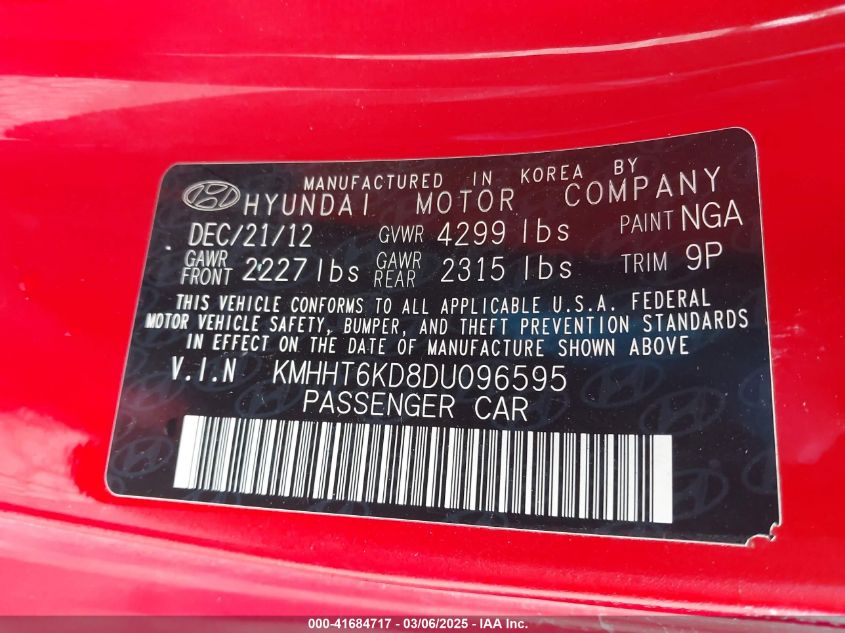 MANUFACTURED IN KOREA BY
HYUNDAI MOTOR COMPANY
DEC/21/12 GVWR 4299 lbs PAINT NGA
GAWR FRONT 2227 lbs GAWR REAR 2315 lbs TRIM 9P
THIS VEHICLE CONFORMS TO ALL APPLICABLE U.S.A. FEDERAL
MOTOR VEHICLE SAFETY, BUMPER, AND THEFT PREVENTION STANDARDS
IN EFFECT ON THE DATE OF MANUFACTURE SHOWN ABOVE
V.I.N KMHHT6KD8DU096595
PASSENGER CAR
000-41684717 - 03/06/2025 - IAA Inc.